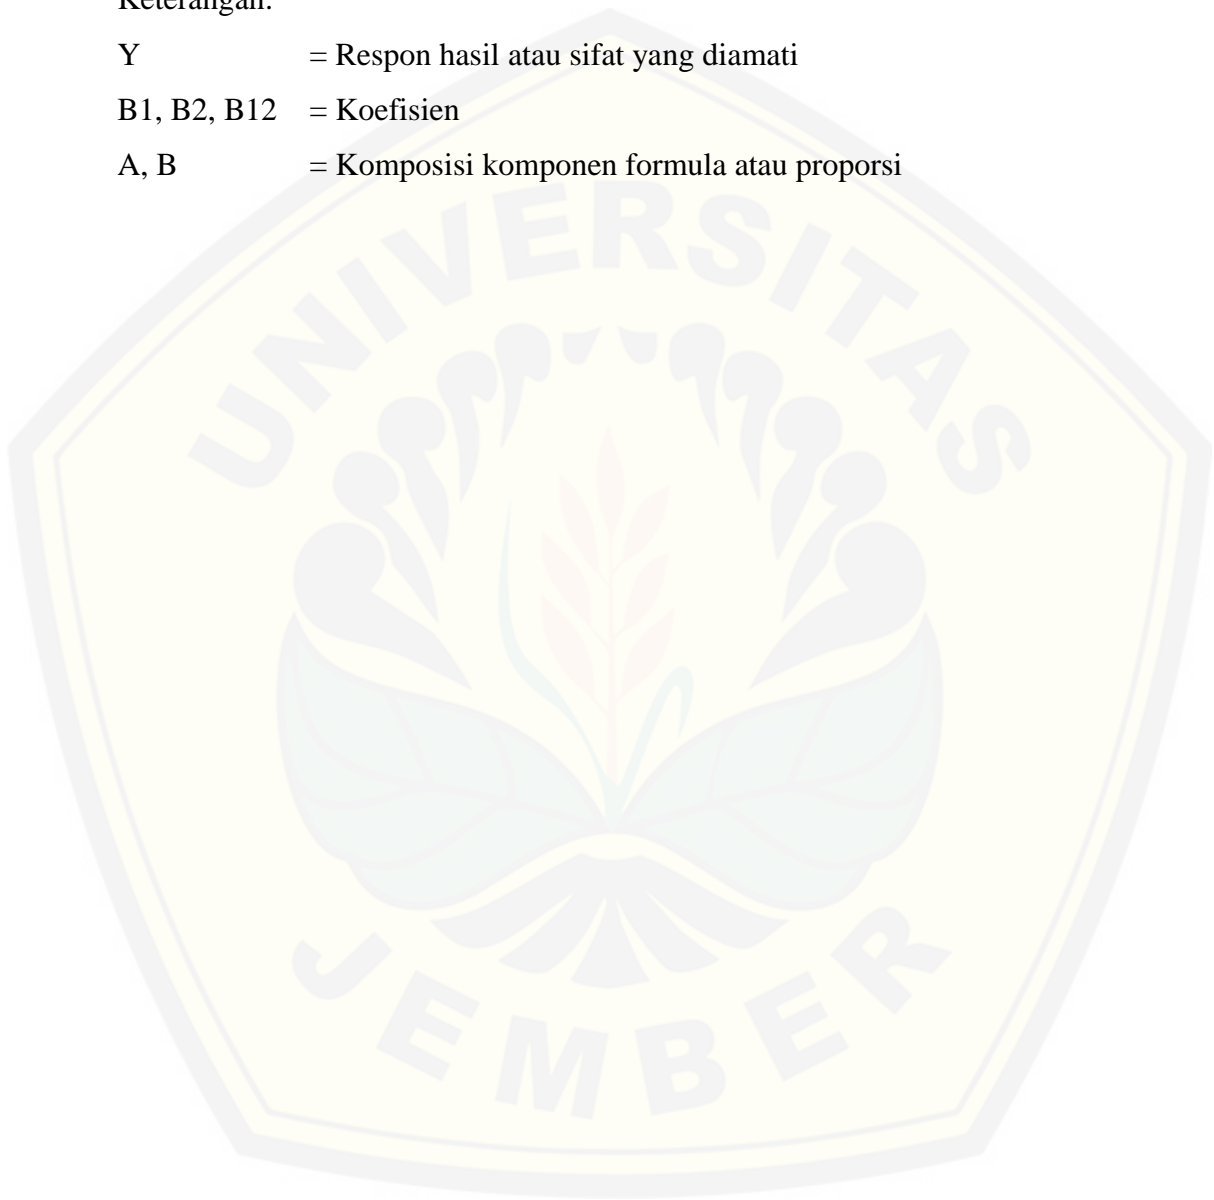 Keterangan:
Y = Respon hasil atau sifat yang diamati
B1, B2, B12 = Koefisien
A, B = Komposisi komponen formula atau proporsi
UNIVERSITAS
JEMBER